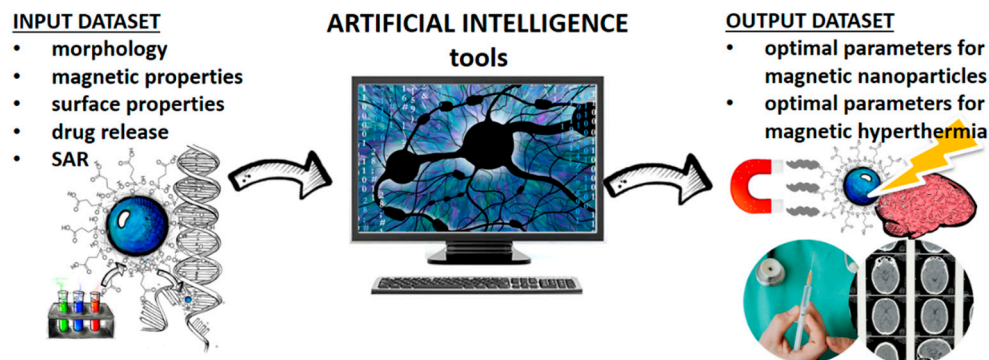 INPUT DATASET
• morphology
• magnetic properties
• surface properties
• drug release
• SAR
ARTIFICIAL INTELLIGENCE
tools
OUTPUT DATASET
• optimal parameters for
magnetic nanoparticles
• optimal parameters for
magnetic hyperthermia